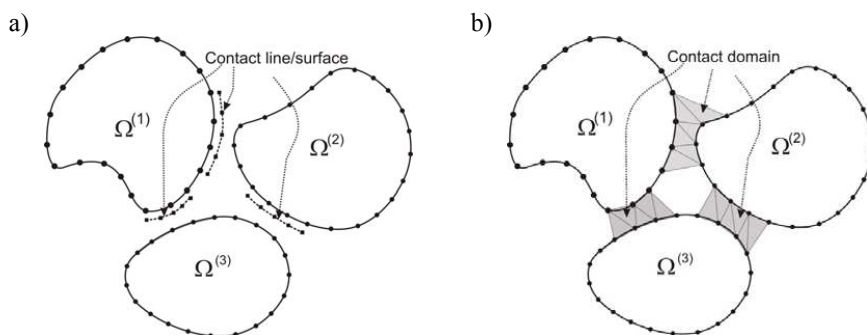 a)
Contact line/surface
Ω(1)
Ω(2)
Ω(3)
b)
Contact domain
Ω(1)
Ω(2)
Ω(3)